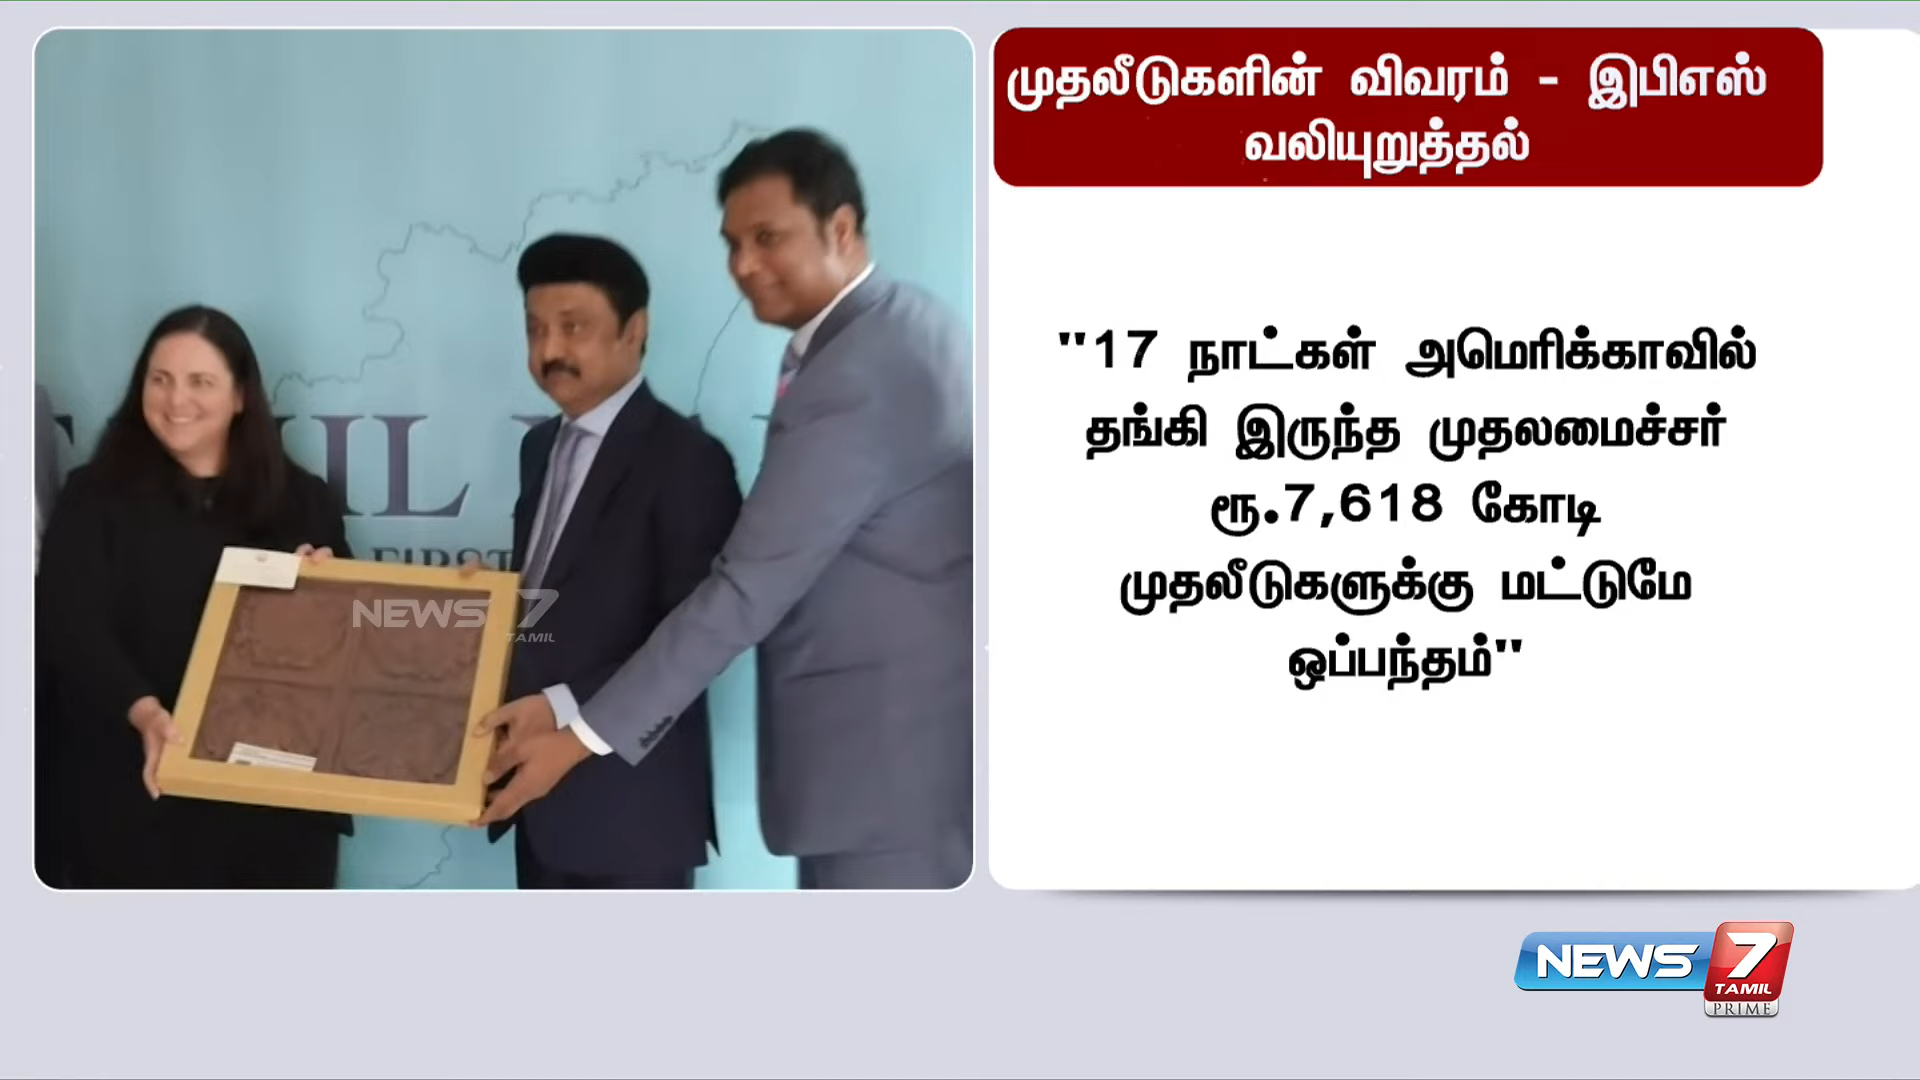 முதலீடுகளின் விவரம் - இபிஎஸ்
வலியுறுத்தல்
"17 நாட்கள் அமெரிக்காவில்
தங்கி இருந்த முதலமைச்சர்
ரூ.7,618 கோடி
முதலீடுகளுக்கு மட்டுமே
ஒப்பந்தம்"
FIRST
NEWS 7
TAMIL
NEWS 7
TAMIL
PRIME